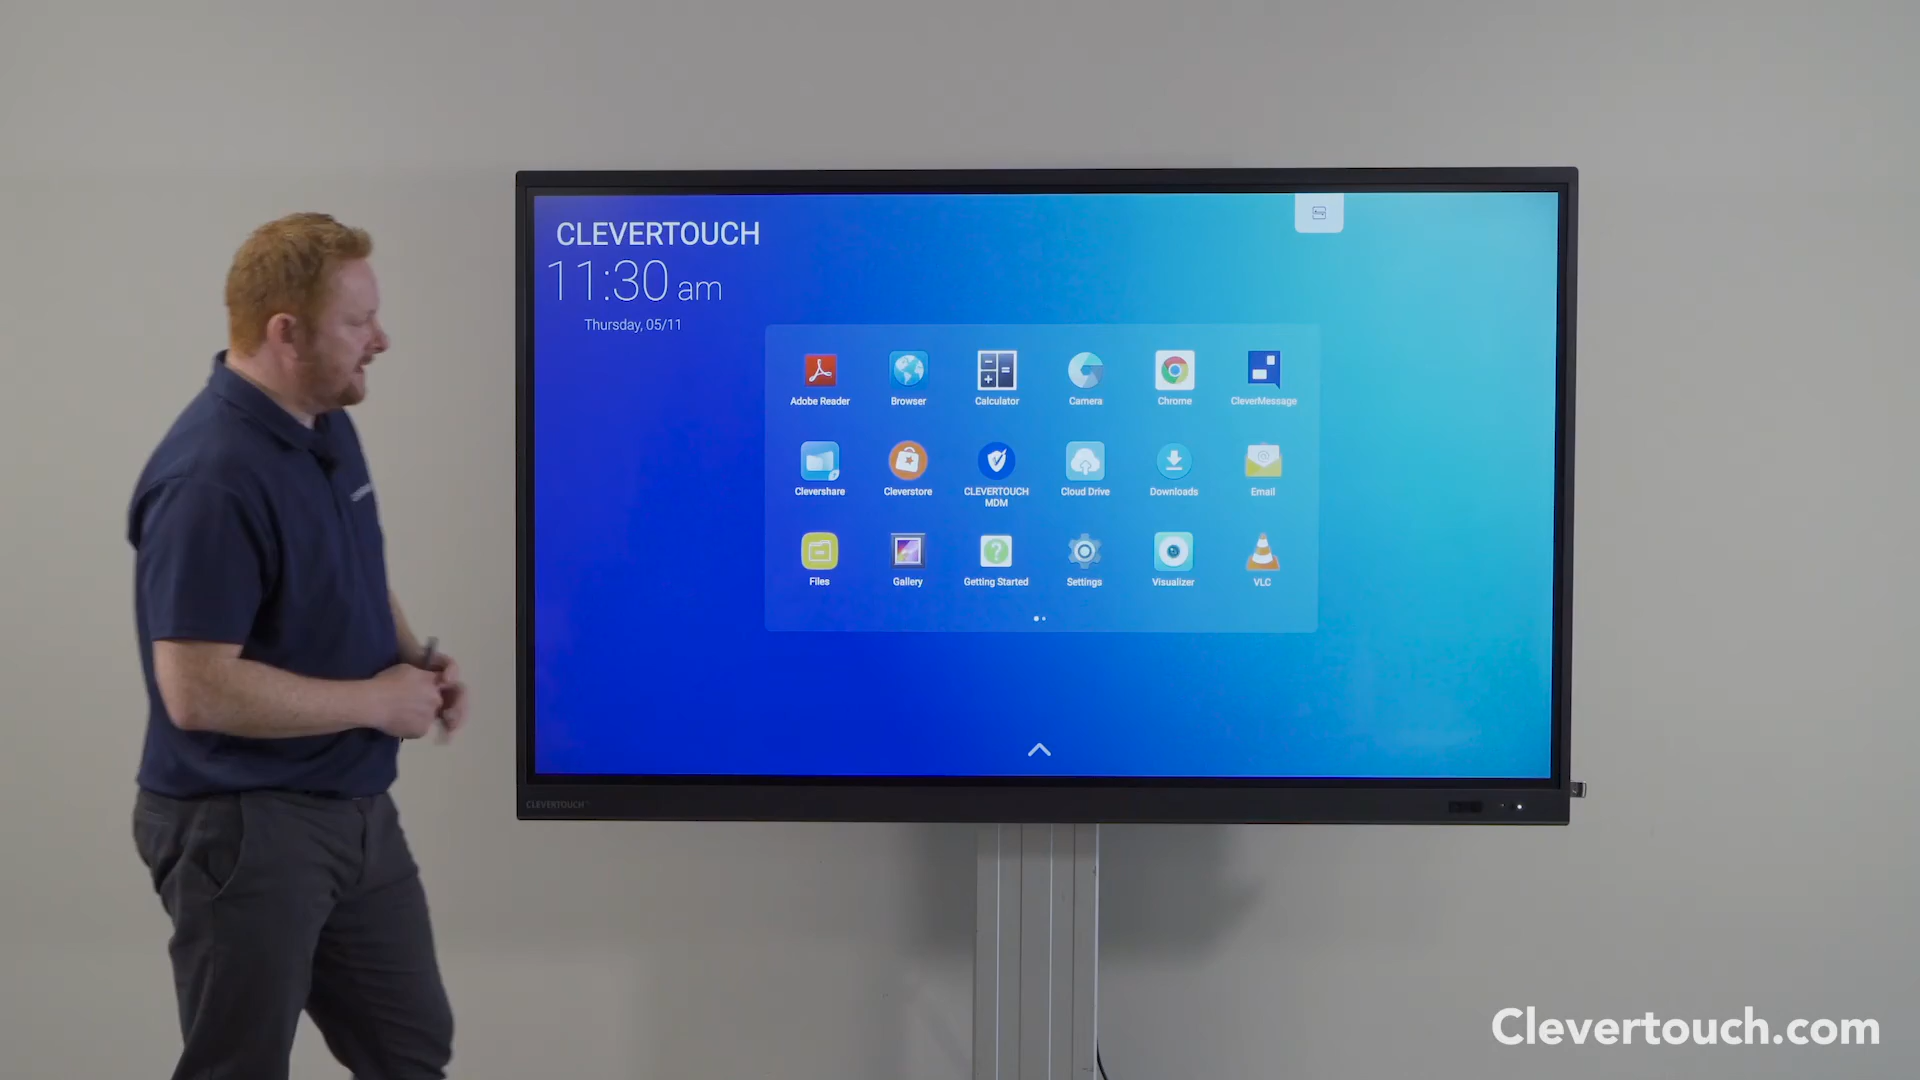 CLEVERTOUCH
11:30 am
Thursday, 05/11
Adobe Reader
Browser
Calculator
Camera
Chrome
CleverMessage
Clevershare
Cleverstore
CLEVERTOUCH
MDM
Cloud Drive
Downloads
Email
Files
Gallery
Getting Started
Settings
Visualizer
VLC
CLEVERTOUCH
Clevertouch.com